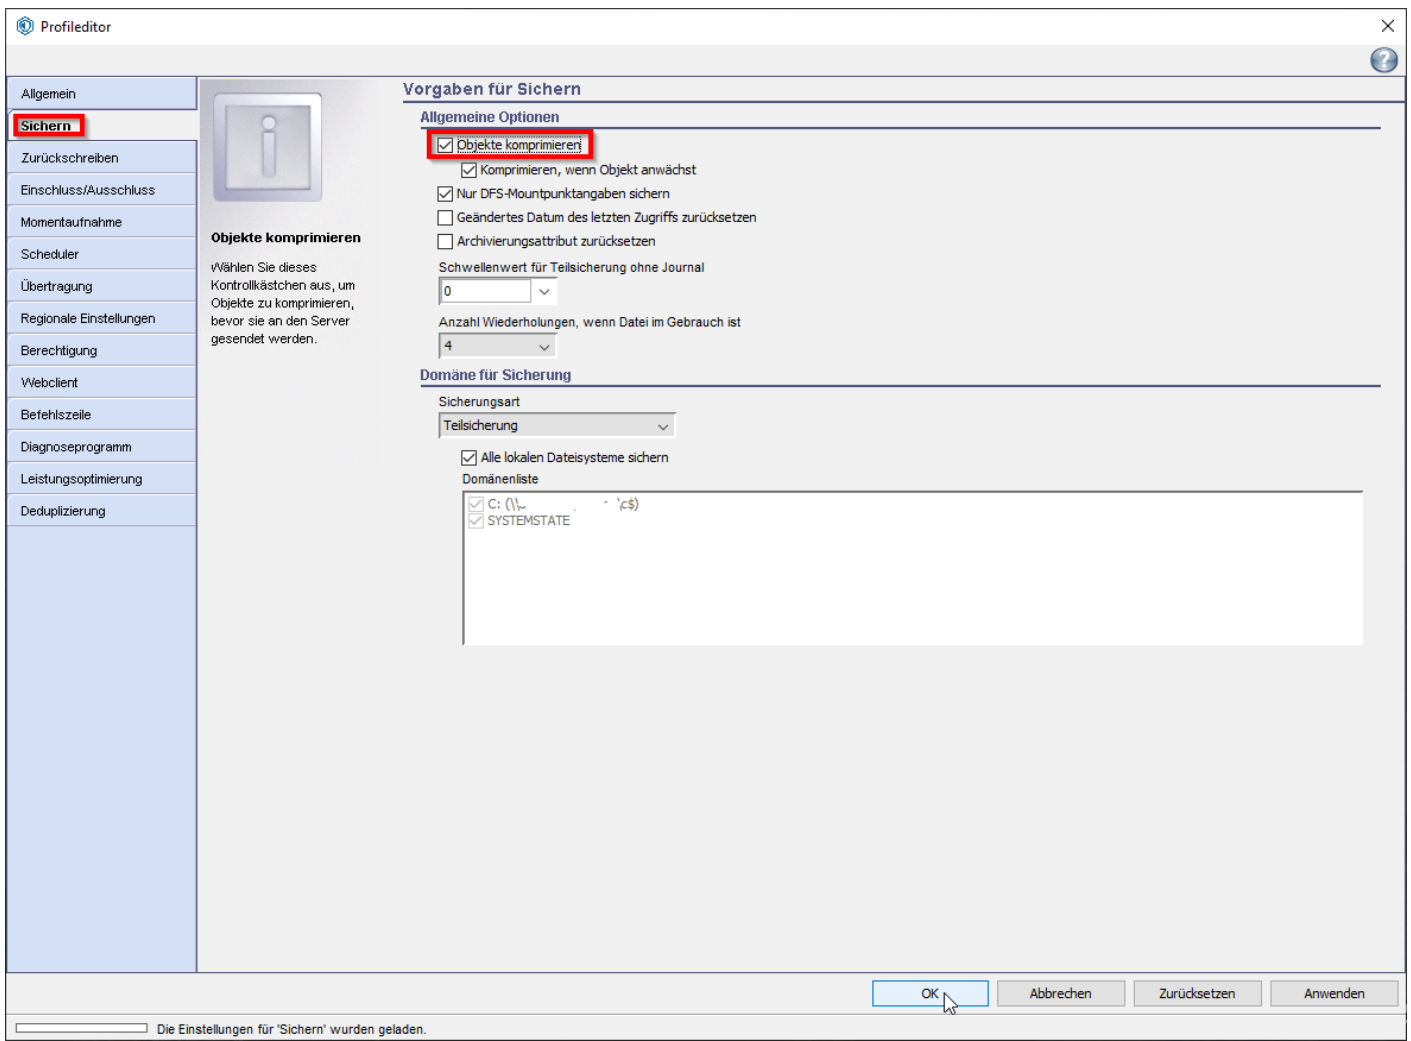 Profileditor
Allgemein
Sichern
Zurückschreiben
Einschluss/Ausschluss
Momentaufnahme
Scheduler
Übertragung
Regionale Einstellungen
Berechtigung
Webclient
Befehlszeile
Diagnoseprogramm
Leistungsoptimierung
Deduplizierung
Objekte komprimieren
Wählen Sie dieses
Kontrollkästchen aus, um
Objekte zu komprimieren,
bevor sie an den Server
gesendet werden.
Vorgaben für Sichern
Allgemeine Optionen
Objekte komprimieren
Komprimieren, wenn Objekt anwächst
Nur DFS-Mountpunktangaben sichern
Geändertes Datum des letzten Zugriffs zurücksetzen
Archivierungsattribut zurücksetzen
Schwellenwert für Teilsicherung ohne Journal
0
Anzahl Wiederholungen, wenn Datei im Gebrauch ist
4
Domäne für Sicherung
Sicherungsart
Teilsicherung
Alle lokalen Dateisysteme sichern
Domänenliste
C: (\\ \c$)
SYSTEMSTATE
OK Abbrechen Zurücksetzen Anwenden
Die Einstellungen für 'Sichern' wurden geladen.